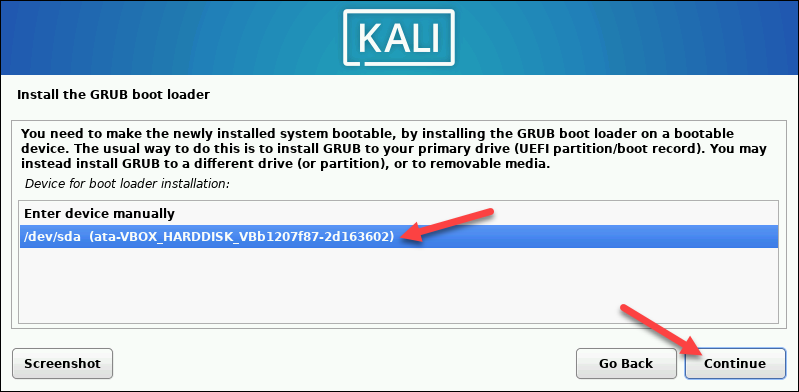 KALI
Install the GRUB boot loader
You need to make the newly installed system bootable, by installing the GRUB boot loader on a bootable
device. The usual way to do this is to install GRUB to your primary drive (UEFI partition/boot record). You may
instead install GRUB to a different drive (or partition), or to removable media.
Device for boot loader installation:
Enter device manually
/dev/sda (ata-VBOX_HARDDISK_VBb1207f87-2d163602)
Screenshot
Go Back
Continue